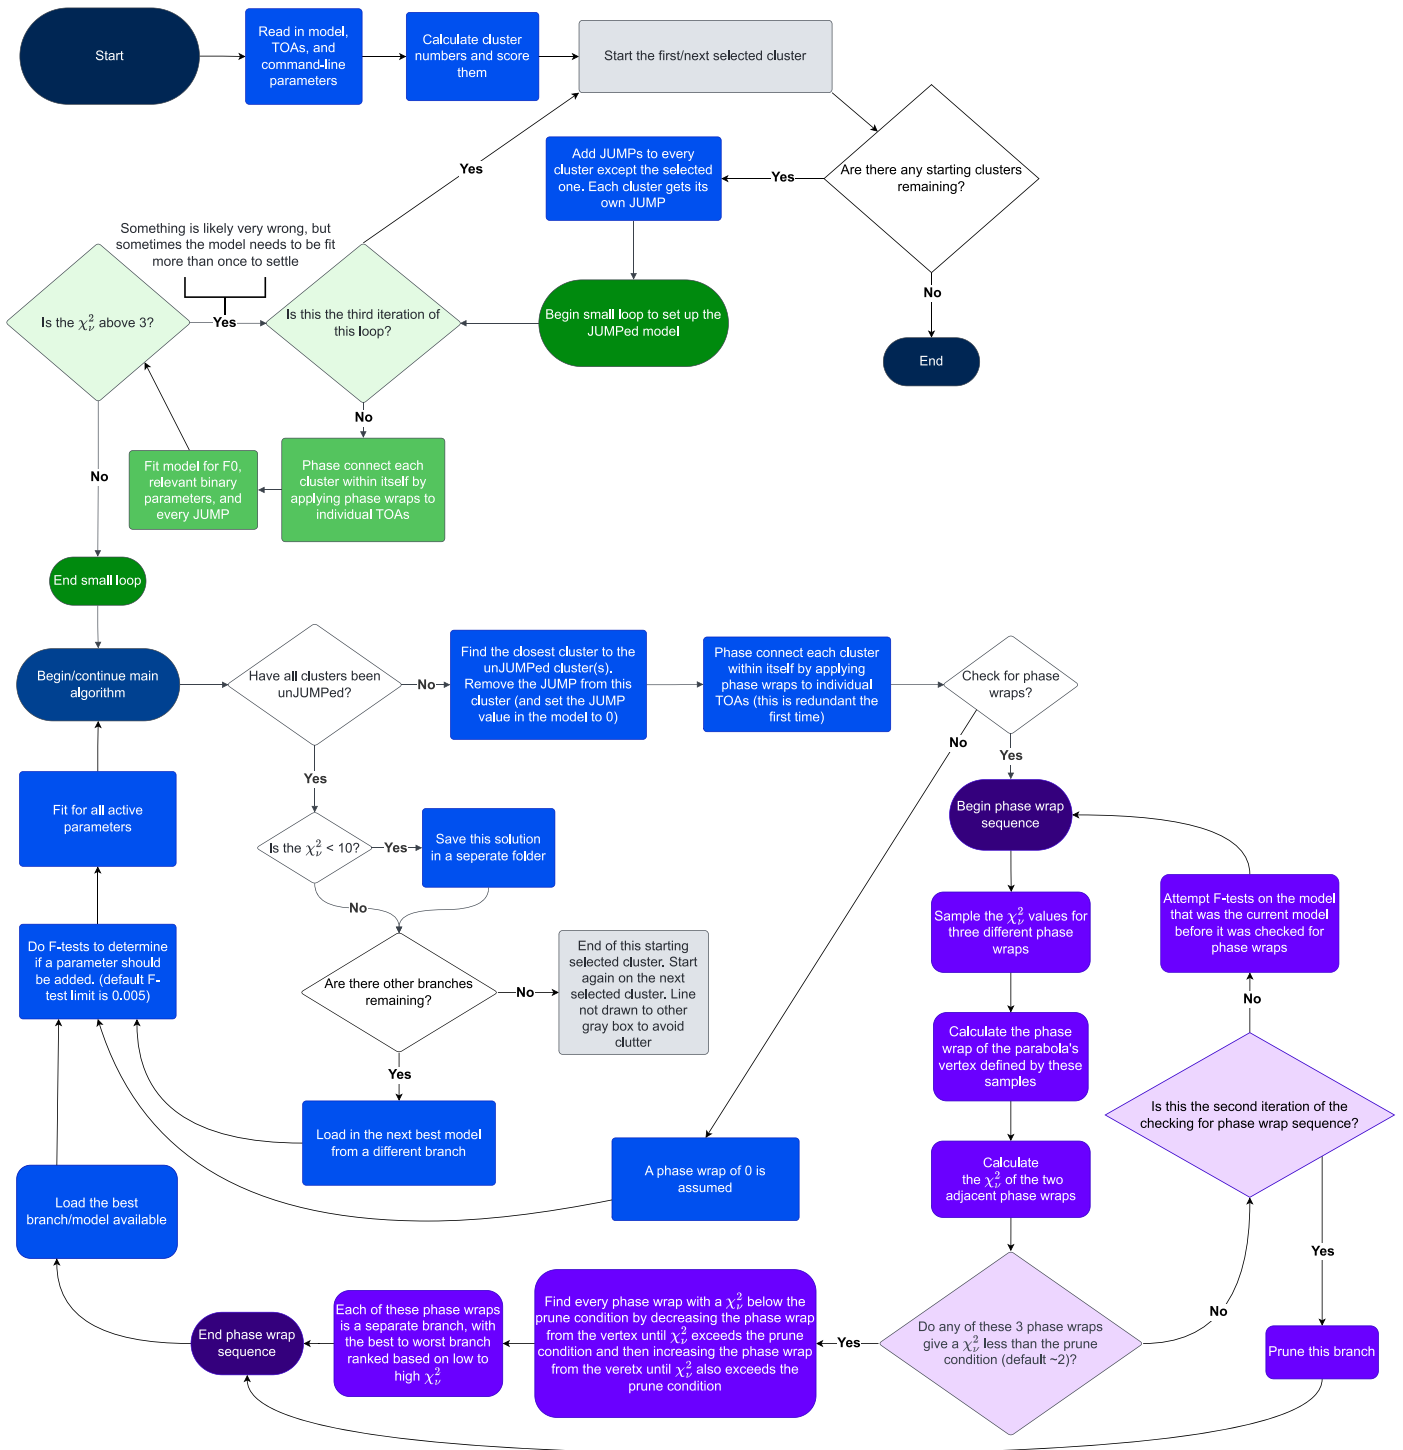 Start
Read in model,
TOAs, and
command-line
parameters
Calculate cluster
numbers and score
them
Start the first/next selected cluster
Are there any starting clusters
remaining?
Yes
No
End
Add JUMPs to every
cluster except the selected
one. Each cluster gets its
own JUMP
Begin small loop to set up the
JUMPed model
Is this the third iteration of
this loop?
Yes
No
Something is likely very wrong, but
sometimes the model needs to be fit
more than once to settle
Is the χ²ᵥ above 3?
Yes
No
Phase connect each
cluster within itself by
applying phase wraps to
individual TOAs
Fit model for F0,
relevant binary
parameters, and
every JUMP
End small loop
Begin/continue main
algorithm
Have all clusters been
unJUMPed?
No
Yes
Find the closest cluster to the
unJUMPed cluster(s).
Remove the JUMP from this
cluster (and set the JUMP
value in the model to 0)
Phase connect each cluster
within itself by applying
phase wraps to individual
TOAs (this is redundant the
first time)
Check for phase
wraps?
No
Yes
Fit for all active
parameters
Is the χ²ᵥ < 10?
Yes
No
Save this solution
in a seperate folder
Begin phase wrap
sequence
Do F-tests to determine
if a parameter should
be added. (default F-
test limit is 0.005)
Are there other branches
remaining?
No
Yes
End of this starting
selected cluster. Start
again on the next
selected cluster. Line
not drawn to other
gray box to avoid
clutter
Sample the χ²ᵥ values for
three different phase
wraps
Attempt F-tests on the model
that was the current model
before it was checked for
phase wraps
No
Calculate the phase
wrap of the parabola's
vertex defined by these
samples
Is this the second iteration of the
checking for phase wrap sequence?
Load in the next best model
from a different branch
A phase wrap of 0 is
assumed
Calculate
the χ²ᵥ of the two
adjacent phase wraps
Load the best
branch/model available
Yes
No
End phase wrap
sequence
Each of these phase wraps
is a separate branch, with
the best to worst branch
ranked based on low to
high χ²ᵥ
Find every phase wrap with a χ²ᵥ below the
prune condition by decreasing the phase wrap
from the vertex until χ²ᵥ exceeds the prune
condition and then increasing the phase wrap
from the veretx until χ²ᵥ also exceeds the
prune condition
Yes
Do any of these 3 phase wraps
give a χ²ᵥ less than the prune
condition (default ~2)?
Prune this branch